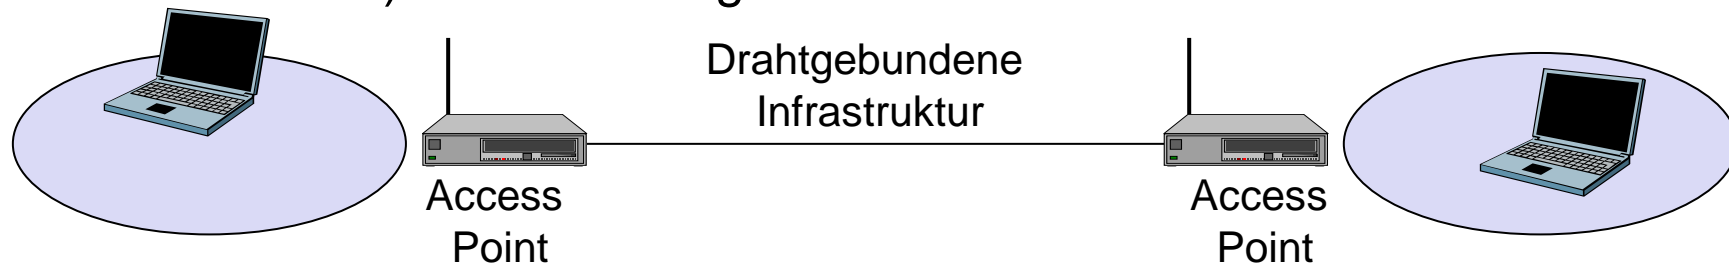 Drahtgebundene
Infrastruktur
Access
Point
Access
Point